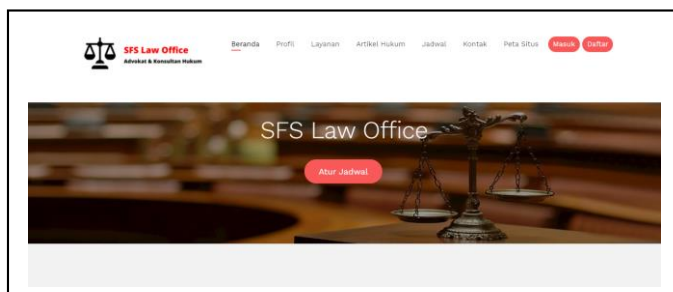 SFS Law Office
Advokat & Konsultan Hukum
Beranda Profil Layanan Artikel Hukum Jadwal Kontak Peta Situs Masuk Daftar
SFS Law Office
Atur Jadwal